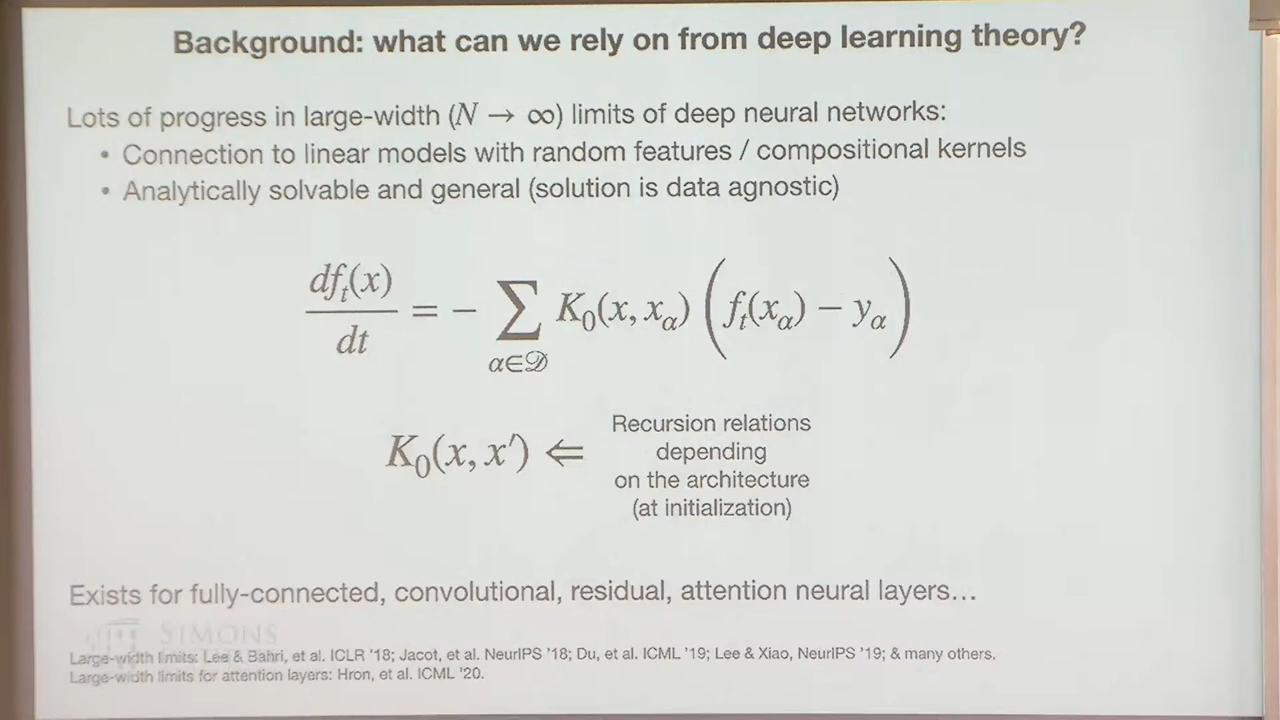 Background: what can we rely on from deep learning theory?
Lots of progress in large-width (N → ∞) limits of deep neural networks:
• Connection to linear models with random features / compositional kernels
• Analytically solvable and general (solution is data agnostic)
df_t(x)/dt = − ∑_{α∈𝒟} K_0(x, x_α) ( f_t(x_α) − y_α )
K_0(x, x′) ⇐
Recursion relations
depending
on the architecture
(at initialization)
Exists for fully-connected, convolutional, residual, attention neural layers…
SIMONS
Large-width limits: Lee & Bahri, et al. ICLR '18; Jacot, et al. NeurIPS '18; Du, et al. ICML '19; Lee & Xiao, NeurIPS '19; & many others.
Large-width limits for attention layers: Hron, et al. ICML '20.